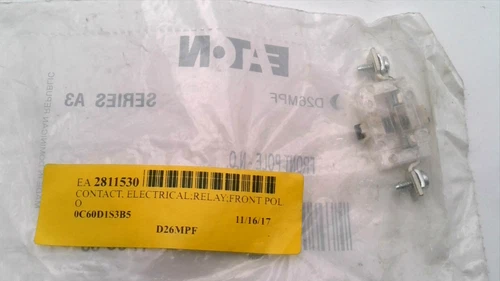 EATON
D26MPF
SERIES A3
FRONT POLE - N.O.
EA 2811530
CONTACT, ELECTRICAL;RELAY;FRONT POL
O
0C60D1S3B5 11/16/17
D26MPF